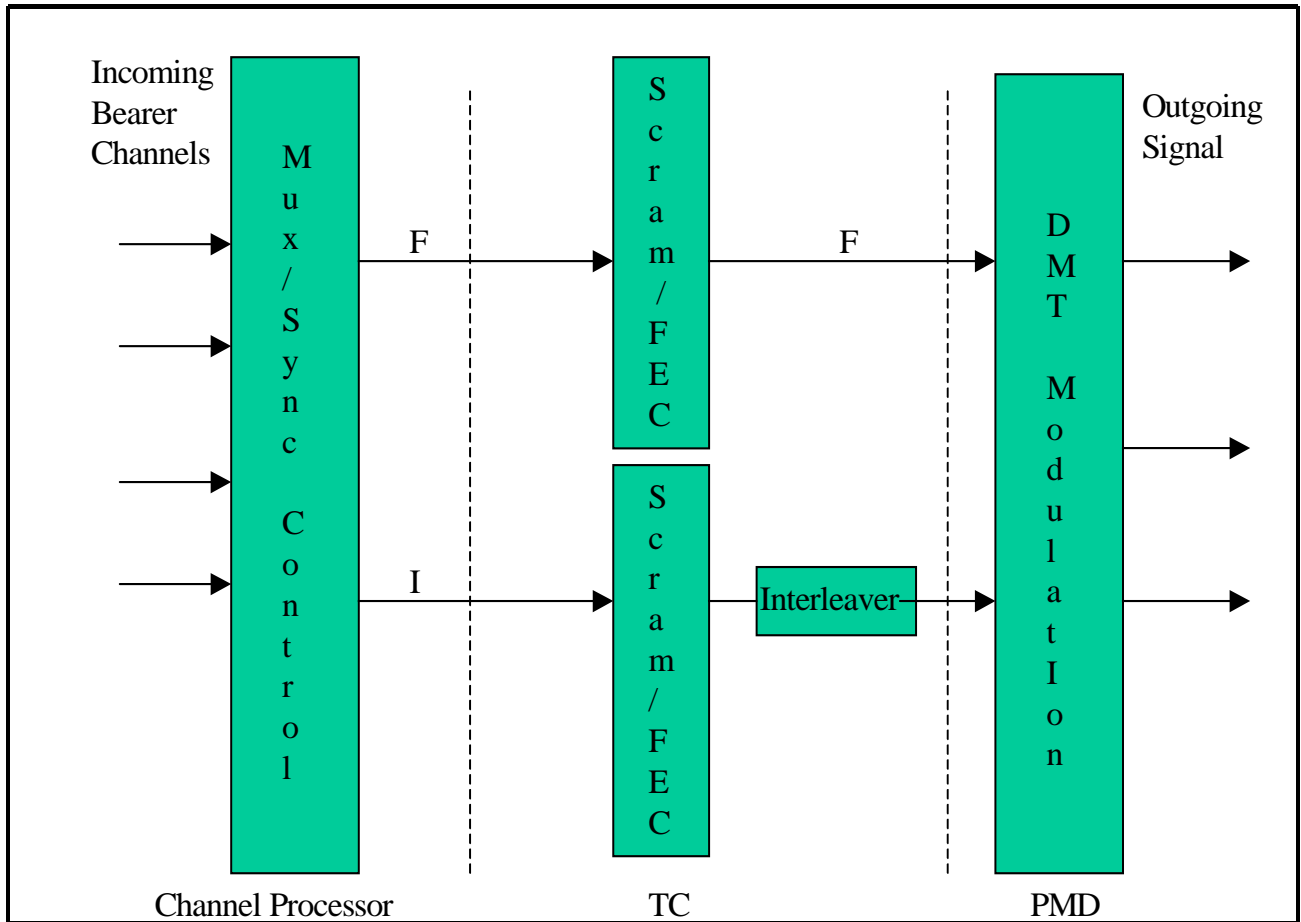 Incoming
Bearer
Channels
Mux/Sync Control
F
I
Scram/FEC
Scram/FEC
F
Interleaver
DMT ModulatIon
Outgoing
Signal
Channel Processor
TC
PMD